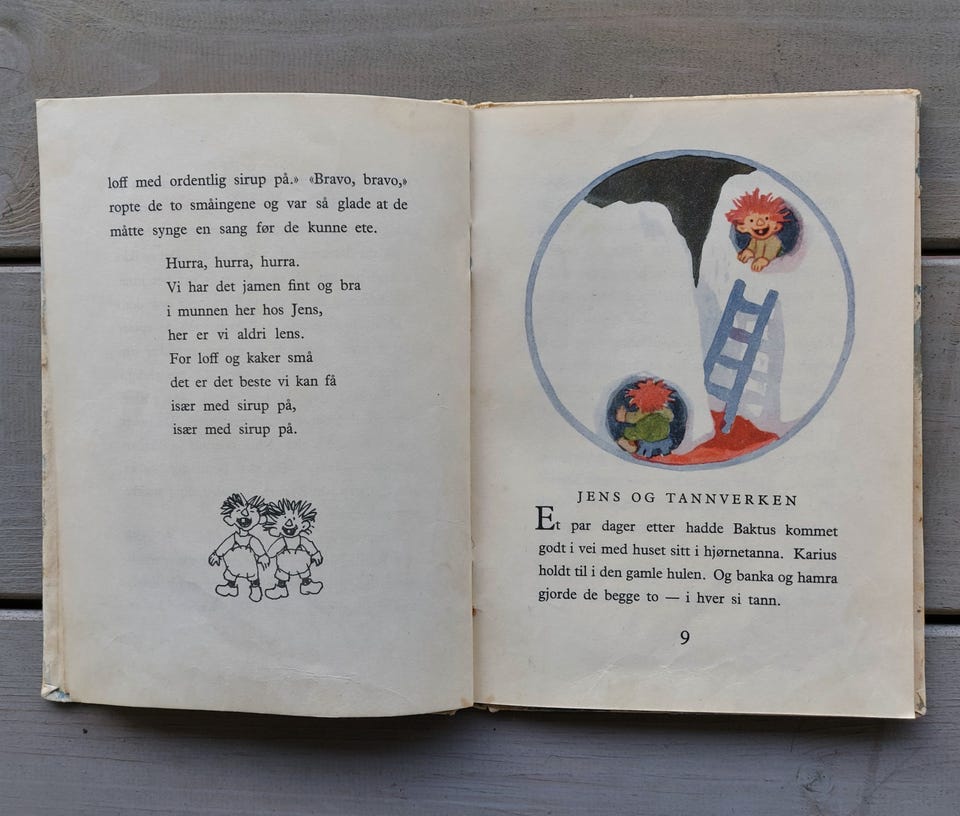 loff med ordentlig sirup på.» «Bravo, bravo,»
ropte de to småingene og var så glade at de
måtte synge en sang før de kunne ete.
Hurra, hurra, hurra.
Vi har det jamen fint og bra
i munnen her hos Jens,
her er vi aldri lens.
For loff og kaker små
det er det beste vi kan få
især med sirup på,
især med sirup på.
JENS OG TANNVERKEN
Et par dager etter hadde Baktus kommet
godt i vei med huset sitt i hjørnetanna. Karius
holdt til i den gamle hulen. Og banka og hamra
gjorde de begge to — i hver si tann.
9